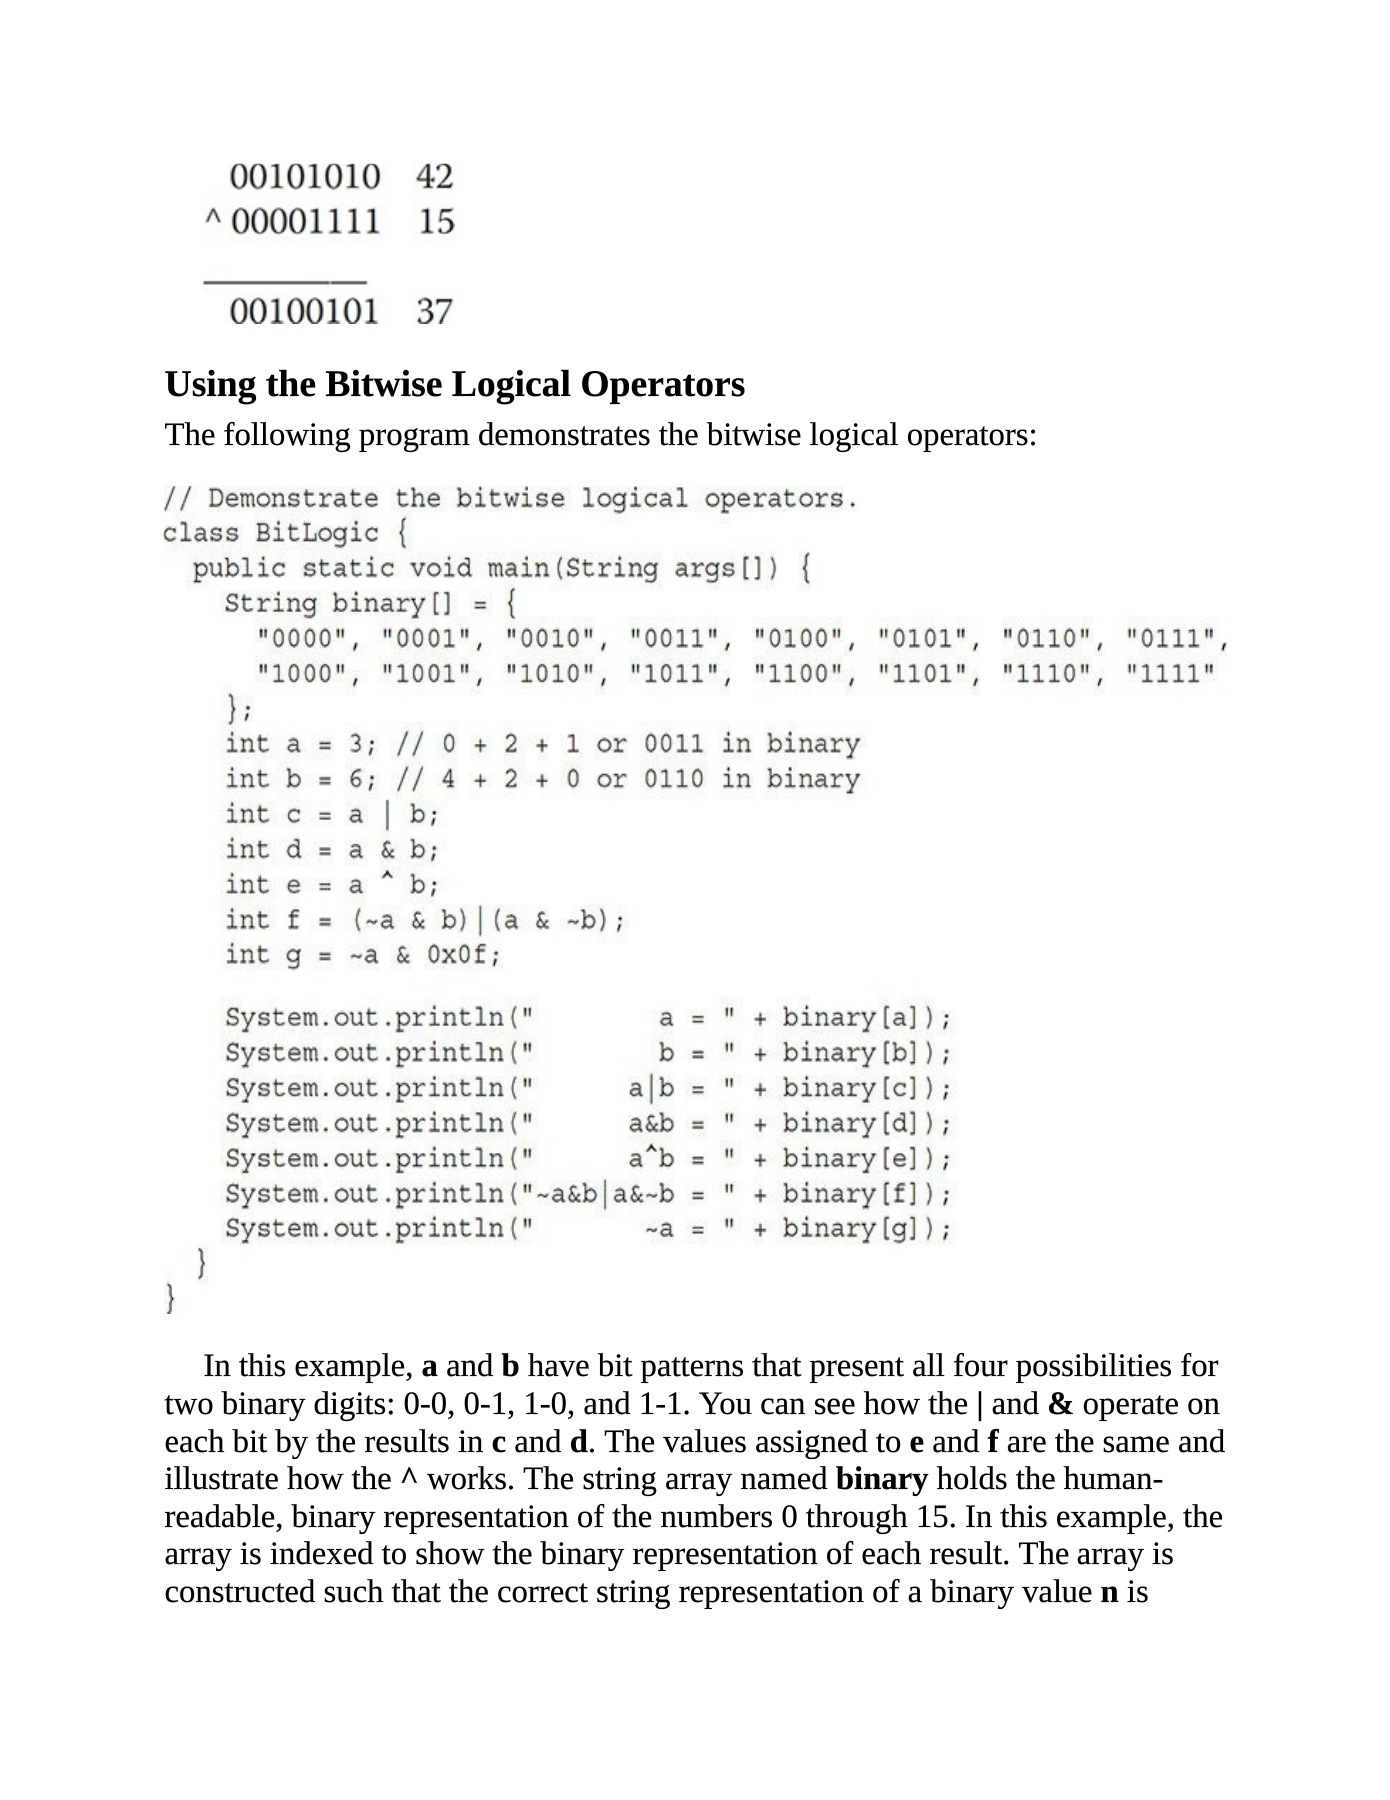 00101010 42
^ 00001111 15
00100101 37
Using the Bitwise Logical Operators
The following program demonstrates the bitwise logical operators:
// Demonstrate the bitwise logical operators.
class BitLogic {
  public static void main(String args[]) {
    String binary[] = {
      "0000", "0001", "0010", "0011", "0100", "0101", "0110", "0111",
      "1000", "1001", "1010", "1011", "1100", "1101", "1110", "1111"
    };
    int a = 3; // 0 + 2 + 1 or 0011 in binary
    int b = 6; // 4 + 2 + 0 or 0110 in binary
    int c = a | b;
    int d = a & b;
    int e = a ^ b;
    int f = (~a & b)|(a & ~b);
    int g = ~a & 0x0f;
    System.out.println("        a = " + binary[a]);
    System.out.println("        b = " + binary[b]);
    System.out.println("      a|b = " + binary[c]);
    System.out.println("      a&b = " + binary[d]);
    System.out.println("      a^b = " + binary[e]);
    System.out.println("~a&b|a&~b = " + binary[f]);
    System.out.println("       ~a = " + binary[g]);
  }
}
In this example, a and b have bit patterns that present all four possibilities for
two binary digits: 0-0, 0-1, 1-0, and 1-1. You can see how the | and & operate on
each bit by the results in c and d. The values assigned to e and f are the same and
illustrate how the ^ works. The string array named binary holds the human-
readable, binary representation of the numbers 0 through 15. In this example, the
array is indexed to show the binary representation of each result. The array is
constructed such that the correct string representation of a binary value n is